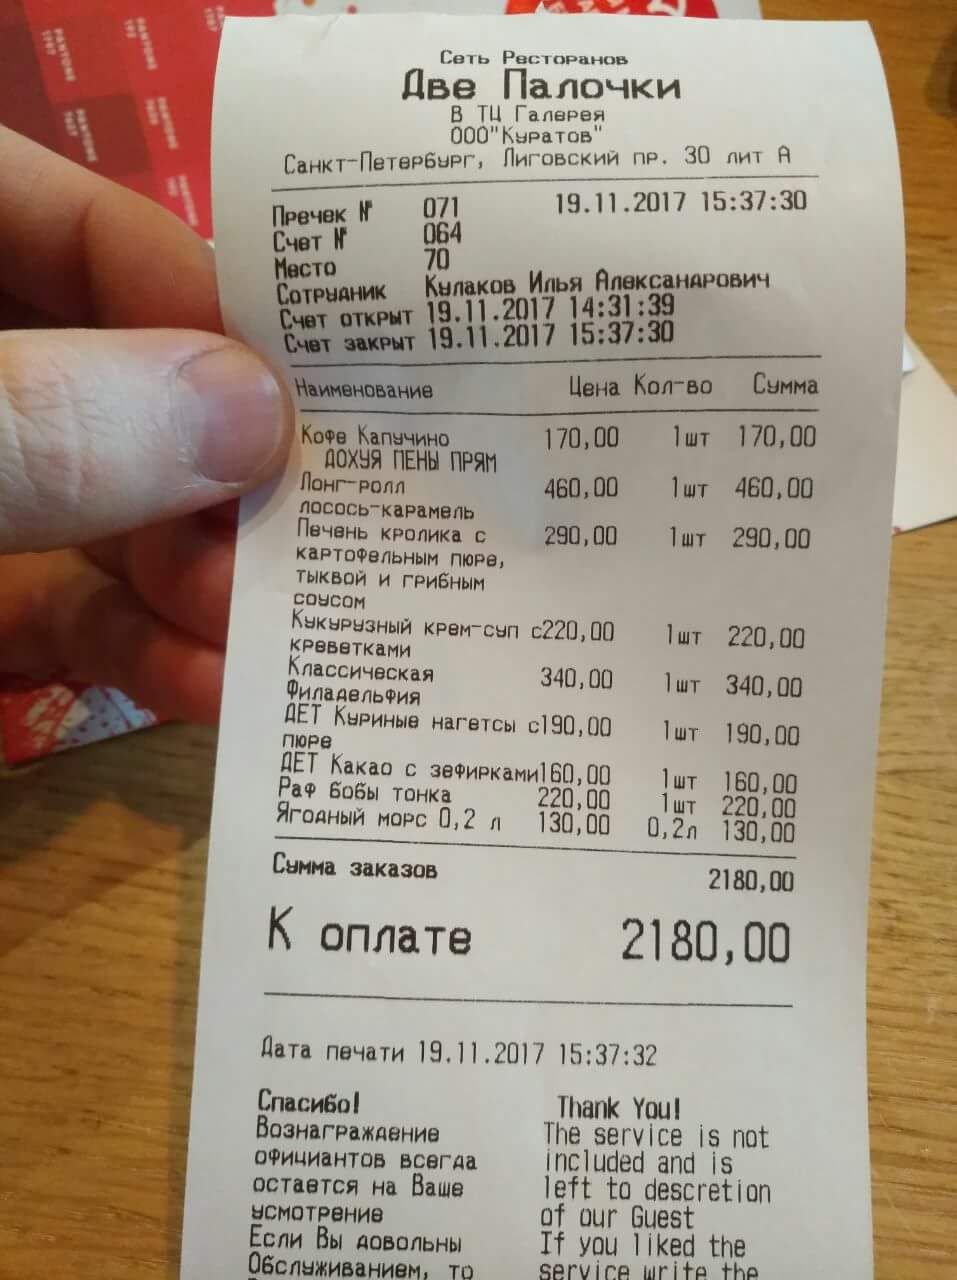 PANTONE
1797
PANTONE
1807
PANTONE
Сеть Ресторанов
Две Палочки
В ТЦ Галерея
ООО"Куратов"
Санкт-Петербург, Лиговский пр. 30 лит А
Пречек № 071 19.11.2017 15:37:30
Счет № 064
Место 70
Сотрудник Кулаков Илья Александрович
Счет открыт 19.11.2017 14:31:39
Счет закрыт 19.11.2017 15:37:30
Наименование Цена Кол-во Сумма
Кофе Капучино 170,00 1шт 170,00
ДОХУЯ ПЕНЫ ПРЯМ
Лонг-ролл 460,00 1шт 460,00
лосось-карамель
Печень кролика с 290,00 1шт 290,00
картофельным пюре,
тыквой и грибным
соусом
Кукурузный крем-суп с220,00 1шт 220,00
креветками
Классическая 340,00 1шт 340,00
Филадельфия
ДЕТ Куриные нагетсы с190,00 1шт 190,00
пюре
ДЕТ Какао с зефирками160,00 1шт 160,00
Раф бобы тонка 220,00 1шт 220,00
Ягодный морс 0,2 л 130,00 0,2л 130,00
Сумма заказов 2180,00
К оплате 2180,00
Дата печати 19.11.2017 15:37:32
Спасибо! Thank You!
Вознаграждение The service is not
официантов всегда included and is
остается на Ваше left to descretion
усмотрение of our Guest
Если Вы довольны If you liked the
Обслуживанием, то service write the